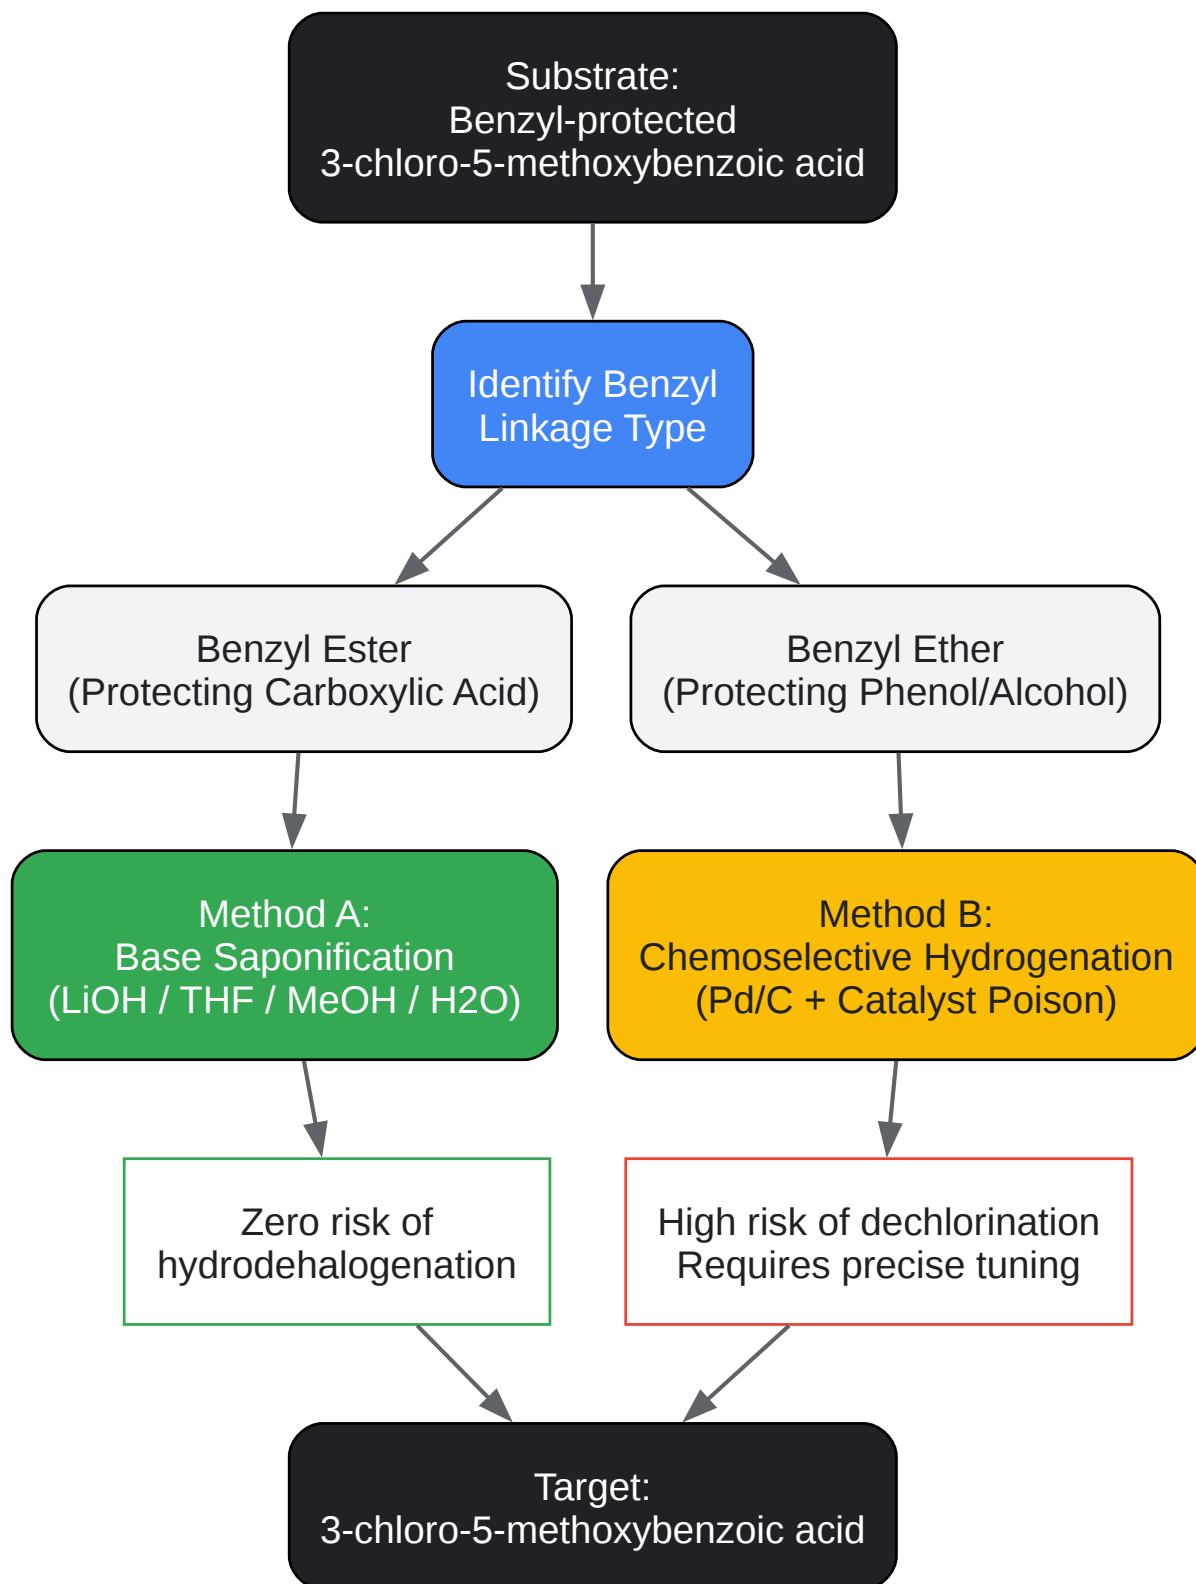 Substrate:
Benzyl-protected
3-chloro-5-methoxybenzoic acid
Identify Benzyl
Linkage Type
Benzyl Ester
(Protecting Carboxylic Acid)
Benzyl Ether
(Protecting Phenol/Alcohol)
Method A:
Base Saponification
(LiOH / THF / MeOH / H2O)
Method B:
Chemoselective Hydrogenation
(Pd/C + Catalyst Poison)
Zero risk of
hydrodehalogenation
High risk of dechlorination
Requires precise tuning
Target:
3-chloro-5-methoxybenzoic acid